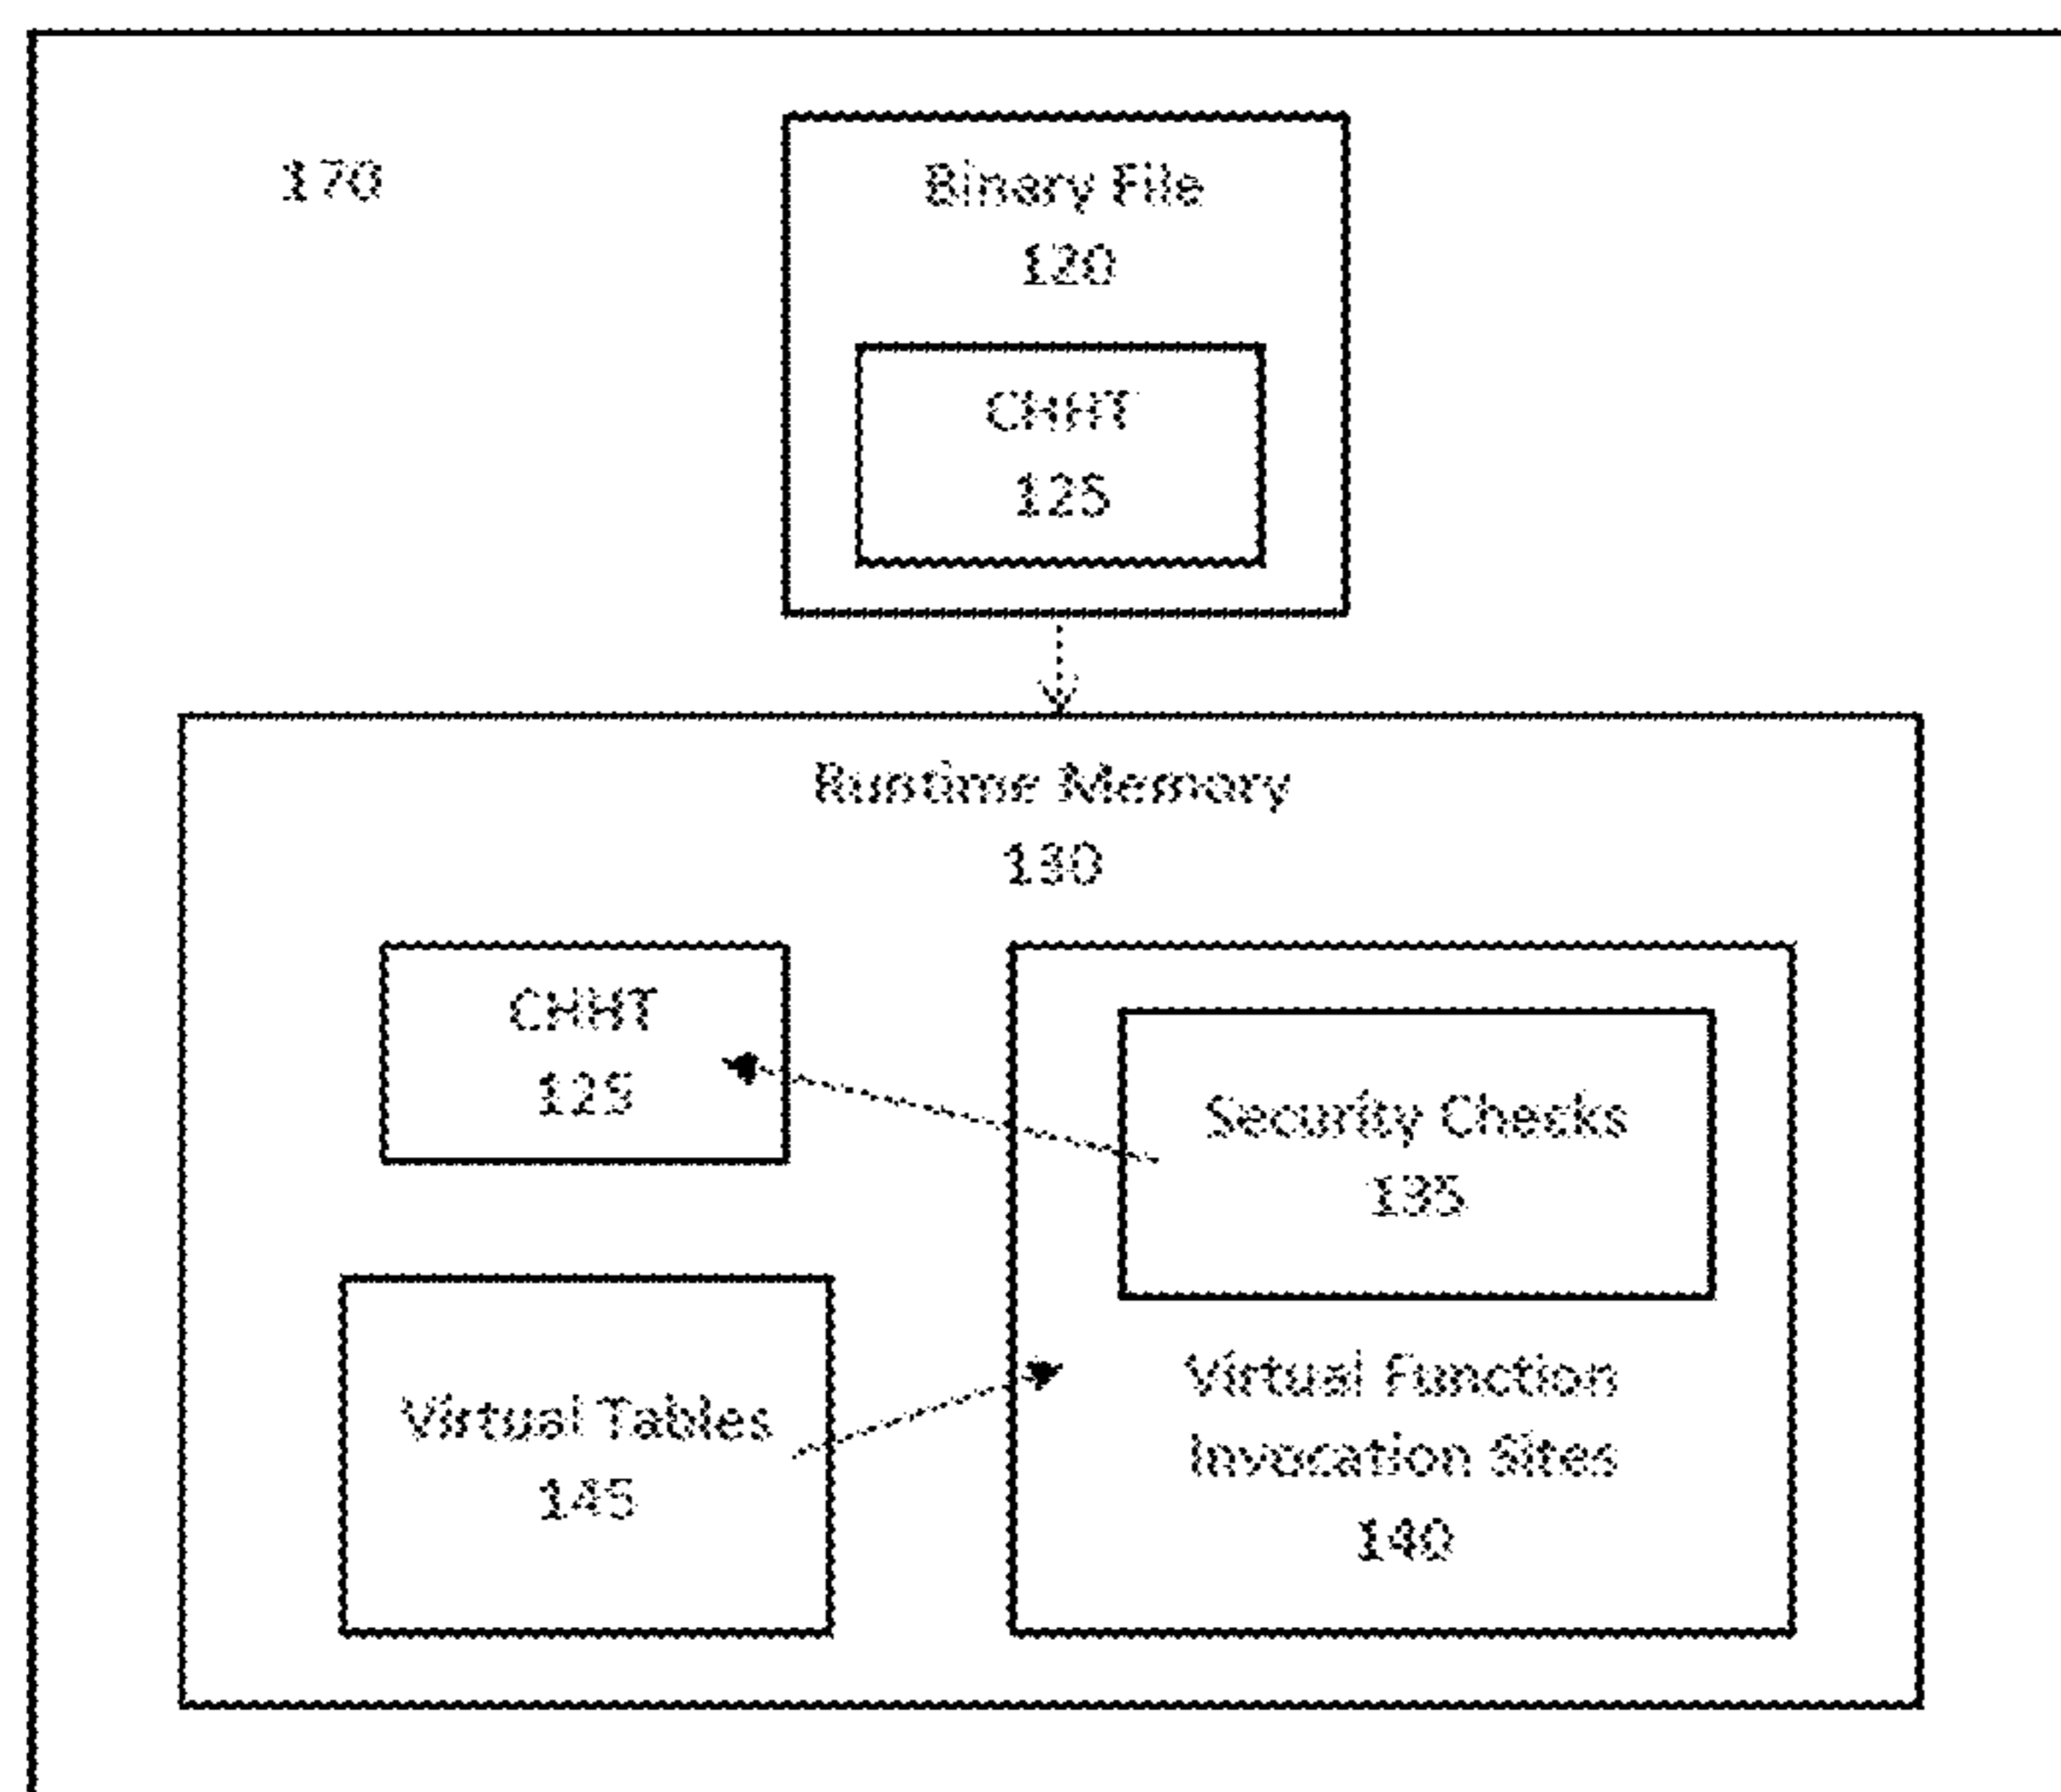 170
Binary File
120
CHHT
125
Runtime Memory
130
CHHT
125
Security Checks
135
Virtual Tables
145
Virtual Function
Invocation Sites
140